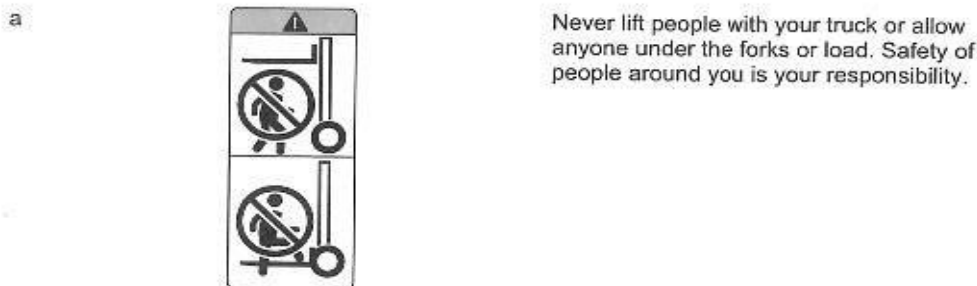 a
Never lift people with your truck or allow
anyone under the forks or load. Safety of
people around you is your responsibility.